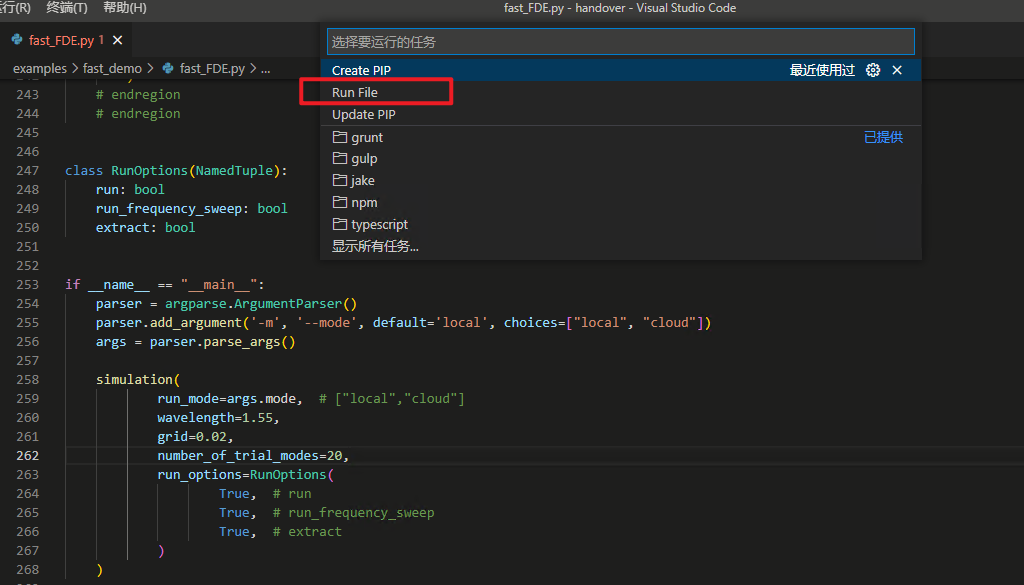 运行(R) 终端(T) 帮助(H) fast_FDE.py - handover - Visual Studio Code
fast_FDE.py 1 ×
examples > fast_demo > fast_FDE.py > ...
选择要运行的任务
Create PIP 最近使用过
Run File
Update PIP
grunt 已提供
gulp
jake
npm
typescript
显示所有任务...
243 # endregion
244 # endregion
245
246
247 class RunOptions(NamedTuple):
248 run: bool
249 run_frequency_sweep: bool
250 extract: bool
251
252
253 if __name__ == "__main__":
254 parser = argparse.ArgumentParser()
255 parser.add_argument('-m', '--mode', default='local', choices=["local", "cloud"])
256 args = parser.parse_args()
257
258 simulation(
259 run_mode=args.mode, # ["local","cloud"]
260 wavelength=1.55,
261 grid=0.02,
262 number_of_trial_modes=20,
263 run_options=RunOptions(
264 True, # run
265 True, # run_frequency_sweep
266 True, # extract
267 )
268 )